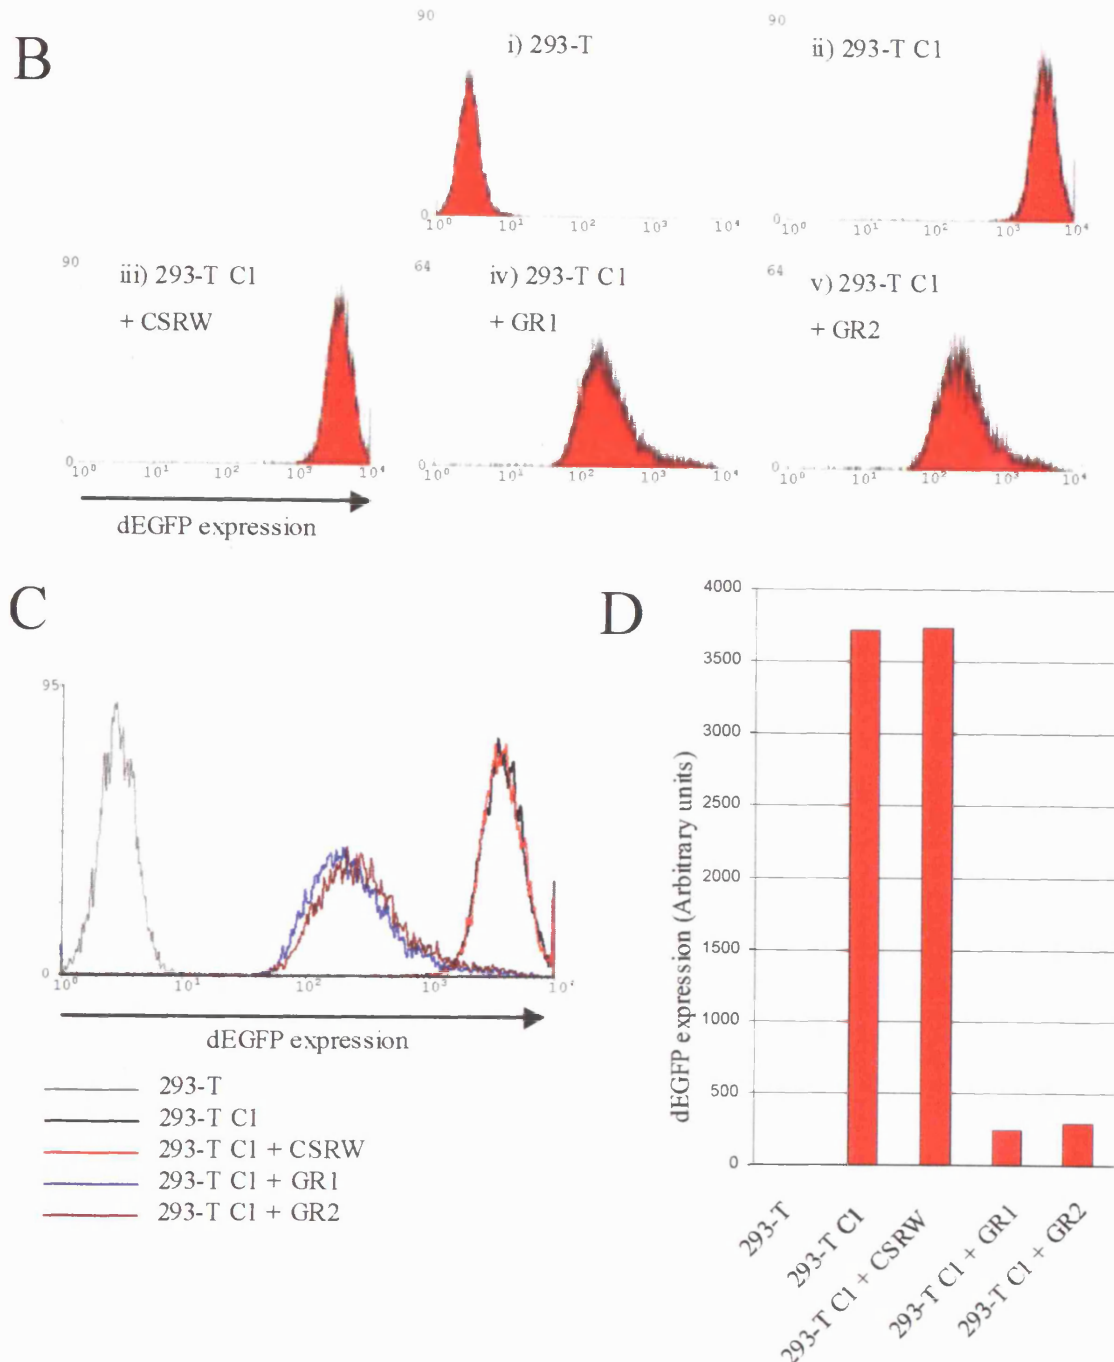 B
90
i) 293-T
0
10⁰ 10¹ 10² 10³ 10⁴
90
ii) 293-T C1
0
10⁰ 10¹ 10² 10³ 10⁴
90
iii) 293-T C1
+ CSRW
0
10⁰ 10¹ 10² 10³ 10⁴
dEGFP expression
64
iv) 293-T C1
+ GR1
0
10⁰ 10¹ 10² 10³ 10⁴
64
v) 293-T C1
+ GR2
0
10⁰ 10¹ 10² 10³ 10⁴
C
95
0
10⁰ 10¹ 10² 10³
dEGFP expression
293-T
293-T C1
293-T C1 + CSRW
293-T C1 + GR1
293-T C1 + GR2
D
dEGFP expression (Arbitrary units)
4000
3500
3000
2500
2000
1500
1000
500
0
293-T
293-T C1
293-T C1 + CSRW
293-T C1 + GR1
293-T C1 + GR2